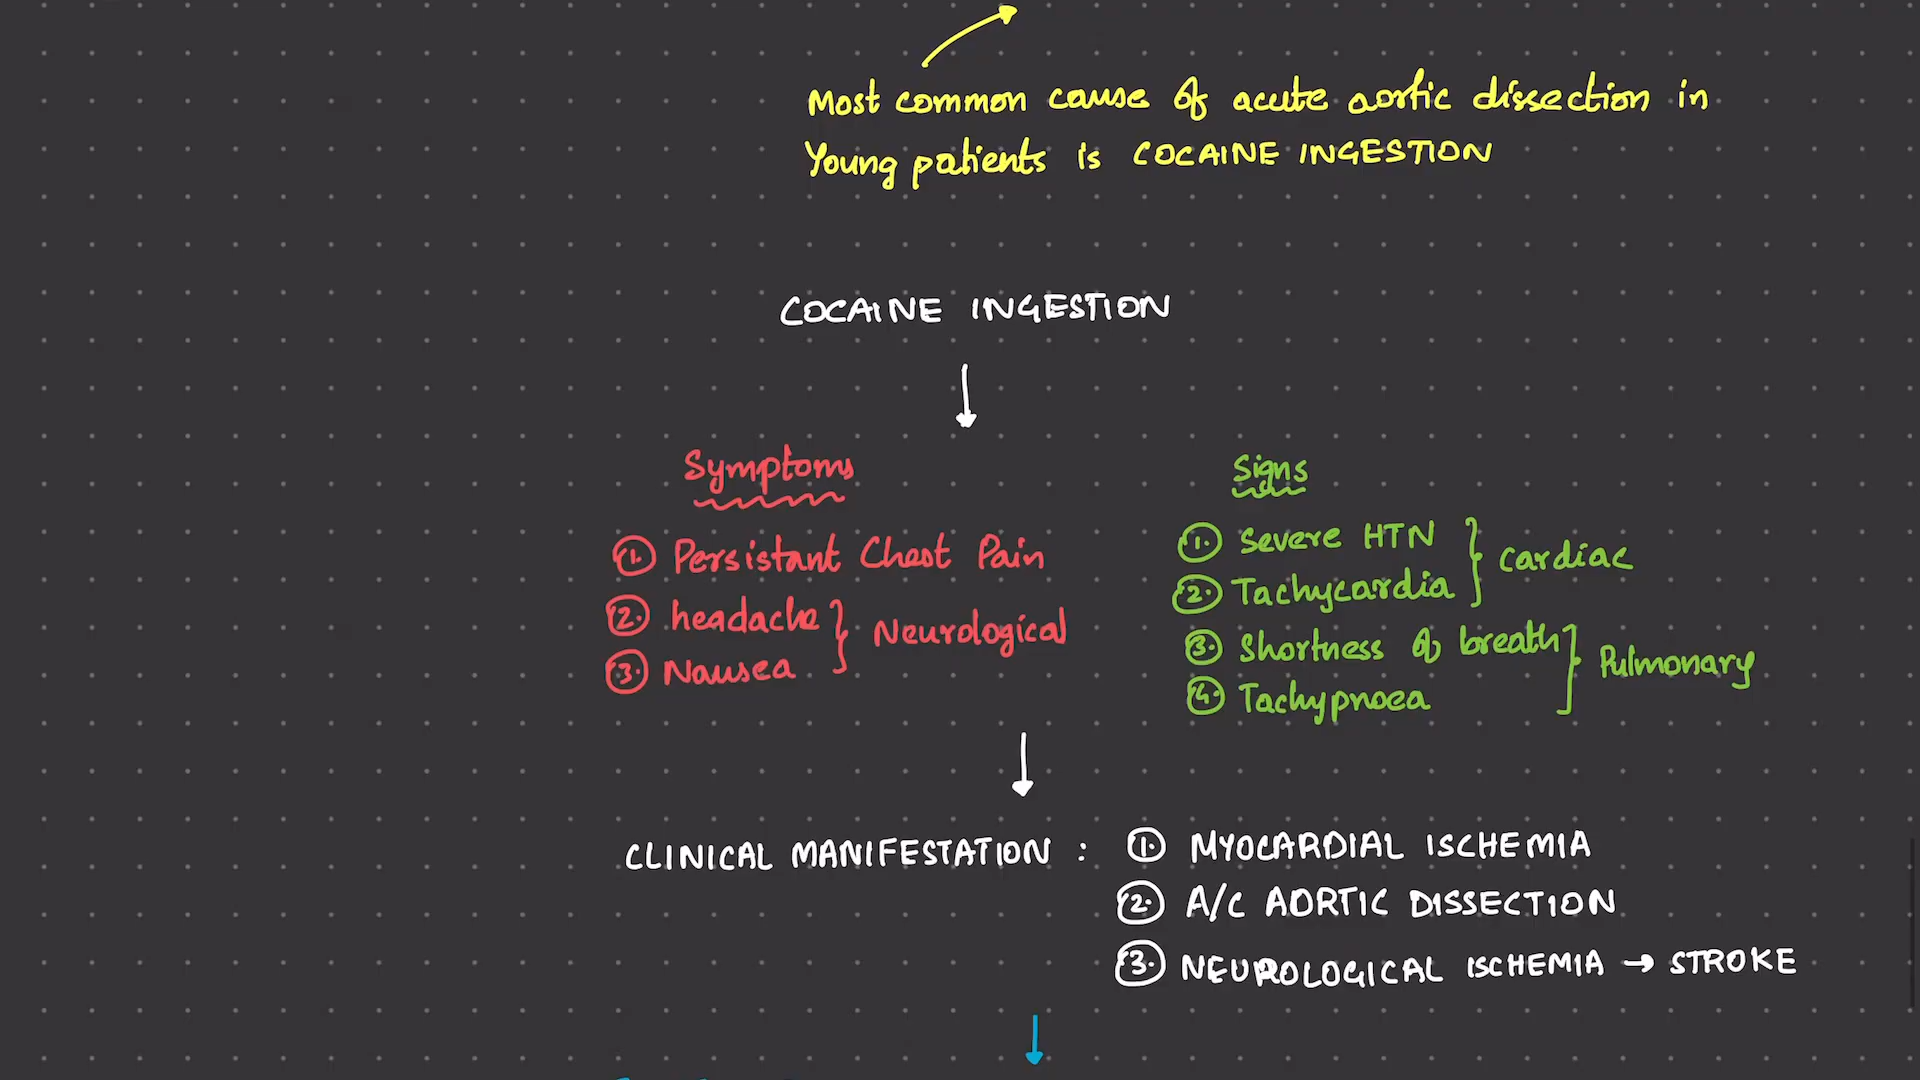 Most common cause of acute aortic dissection in
Young patients is COCAINE INGESTION
COCAINE INGESTION
Symptoms
① Persistant Chest Pain
② headache } Neurological
③ Nausea
Signs
① Severe HTN } Cardiac
② Tachycardia
③ Shortness of breath } Pulmonary
④ Tachypnoea
CLINICAL MANIFESTATION : ① MYOCARDIAL ISCHEMIA
② A/C AORTIC DISSECTION
③ NEUROLOGICAL ISCHEMIA → STROKE